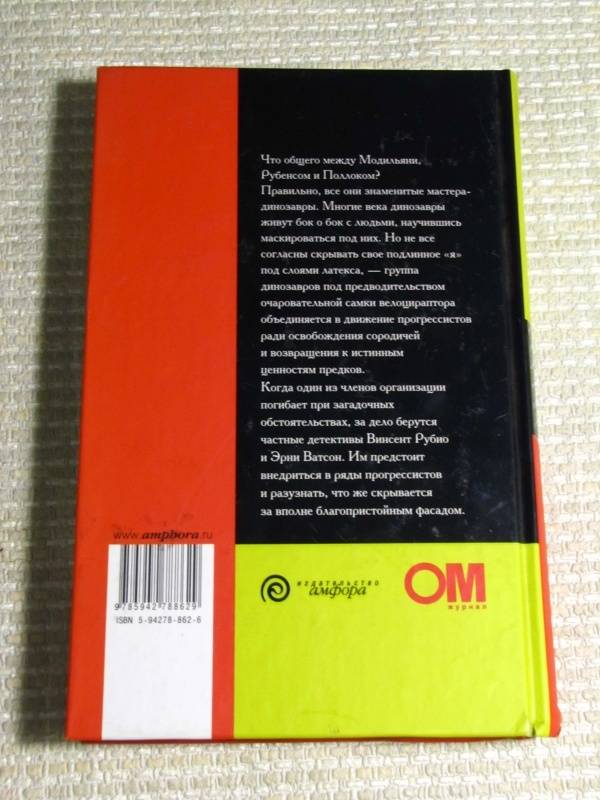 Что общего между Модильяни,
Рубенсом и Поллоком?
Правильно, все они знаменитые мастера-
динозавры. Многие века динозавры
живут бок о бок с людьми, научившись
маскироваться под них. Но не все
согласны скрывать свое подлинное «я»
под слоями латекса, — группа
динозавров под предводительством
очаровательной самки велоцираптора
объединяется в движение прогрессистов
ради освобождения сородичей
и возвращения к истинным
ценностям предков.
Когда один из членов организации
погибает при загадочных
обстоятельствах, за дело берутся
частные детективы Винсент Рубио
и Эрни Ватсон. Им предстоит
внедриться в ряды прогрессистов
и разузнать, что же скрывается
за вполне благопристойным фасадом.
www.amphora.ru
9 785942 788629
ISBN 5-94278-862-6
издательство
амфора
ОМ
журнал